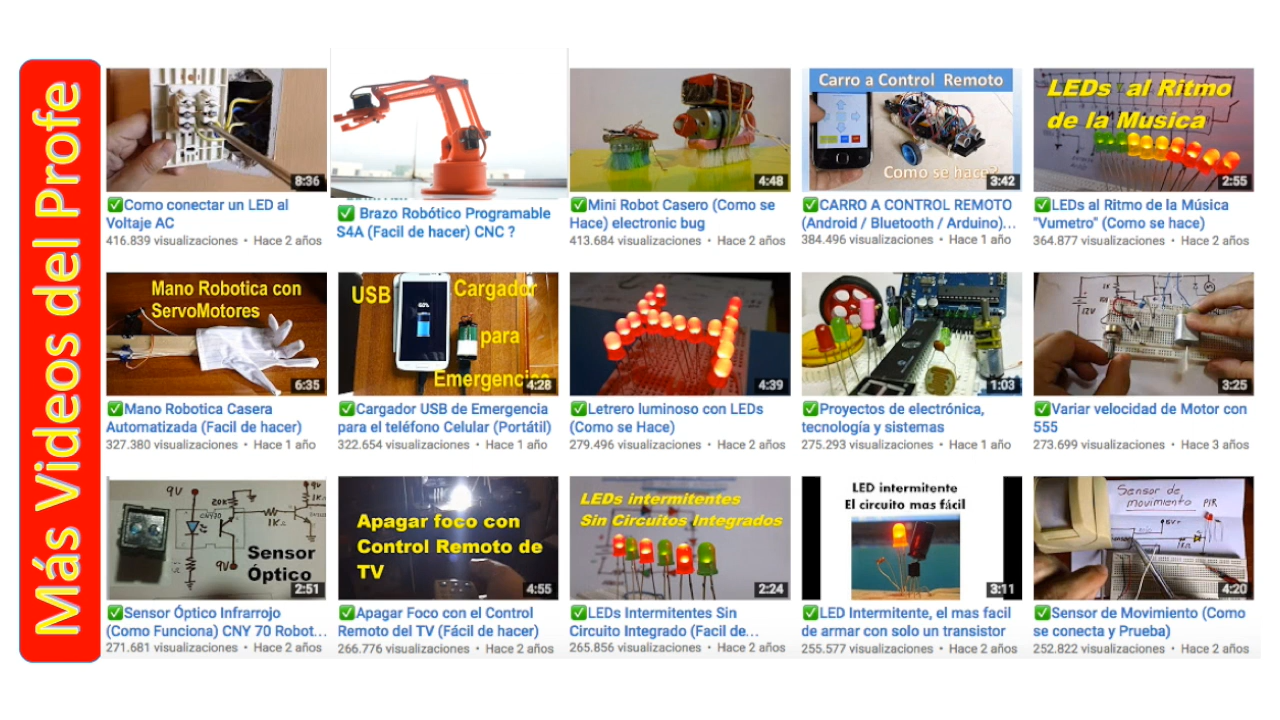 Más Videos del Profe
8:36
✅Como conectar un LED al
Voltaje AC
416.839 visualizaciones • Hace 2 años
✅ Brazo Robótico Programable
S4A (Facil de hacer) CNC ?
4:48
✅Mini Robot Casero (Como se
Hace) electronic bug
413.684 visualizaciones • Hace 2 años
Carro a Control Remoto
Como se hace?
3:42
✅CARRO A CONTROL REMOTO
(Android / Bluetooth / Arduino)...
384.496 visualizaciones • Hace 1 año
LEDs al Ritmo
de la Musica
2:55
✅LEDs al Ritmo de la Música
"Vumetro" (Como se hace)
364.877 visualizaciones • Hace 2 años
Mano Robotica con
ServoMotores
6:35
✅Mano Robotica Casera
Automatizada (Facil de hacer)
327.380 visualizaciones • Hace 1 año
USB
Cargador
60%
para
Emergencias
4:28
✅Cargador USB de Emergencia
para el teléfono Celular (Portátil)
322.654 visualizaciones • Hace 1 año
4:39
✅Letrero luminoso con LEDs
(Como se Hace)
279.496 visualizaciones • Hace 2 años
1:03
✅Proyectos de electrónica,
tecnología y sistemas
275.293 visualizaciones • Hace 1 año
12V
3:25
✅Variar velocidad de Motor con
555
273.699 visualizaciones • Hace 3 años
9V
20K
9V
1K
CNY70
1K
9V
Sensor
Óptico
2:51
✅Sensor Óptico Infrarrojo
(Como Funciona) CNY 70 Robot...
271.681 visualizaciones • Hace 2 años
Apagar foco con
Control Remoto de
TV
4:55
✅Apagar Foco con el Control
Remoto del TV (Fácil de hacer)
266.776 visualizaciones • Hace 2 años
LEDs intermitentes
Sin Circuitos Integrados
2:24
✅LEDs Intermitentes Sin
Circuito Integrado (Facil de...
265.856 visualizaciones • Hace 2 años
LED intermitente
El circuito mas fácil
3:11
✅LED Intermitente, el mas facil
de armar con solo un transistor
255.577 visualizaciones • Hace 2 años
Sensor de
movimiento PIR
4:20
✅Sensor de Movimiento (Como
se conecta y Prueba)
252.822 visualizaciones • Hace 2 años